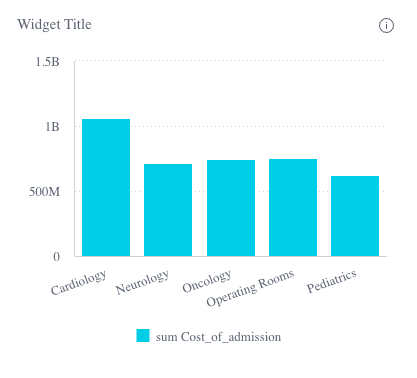 Widget Title
1.5B
1B
500M
0
Cardiology
Neurology
Oncology
Operating Rooms
Pediatrics
sum Cost_of_admission